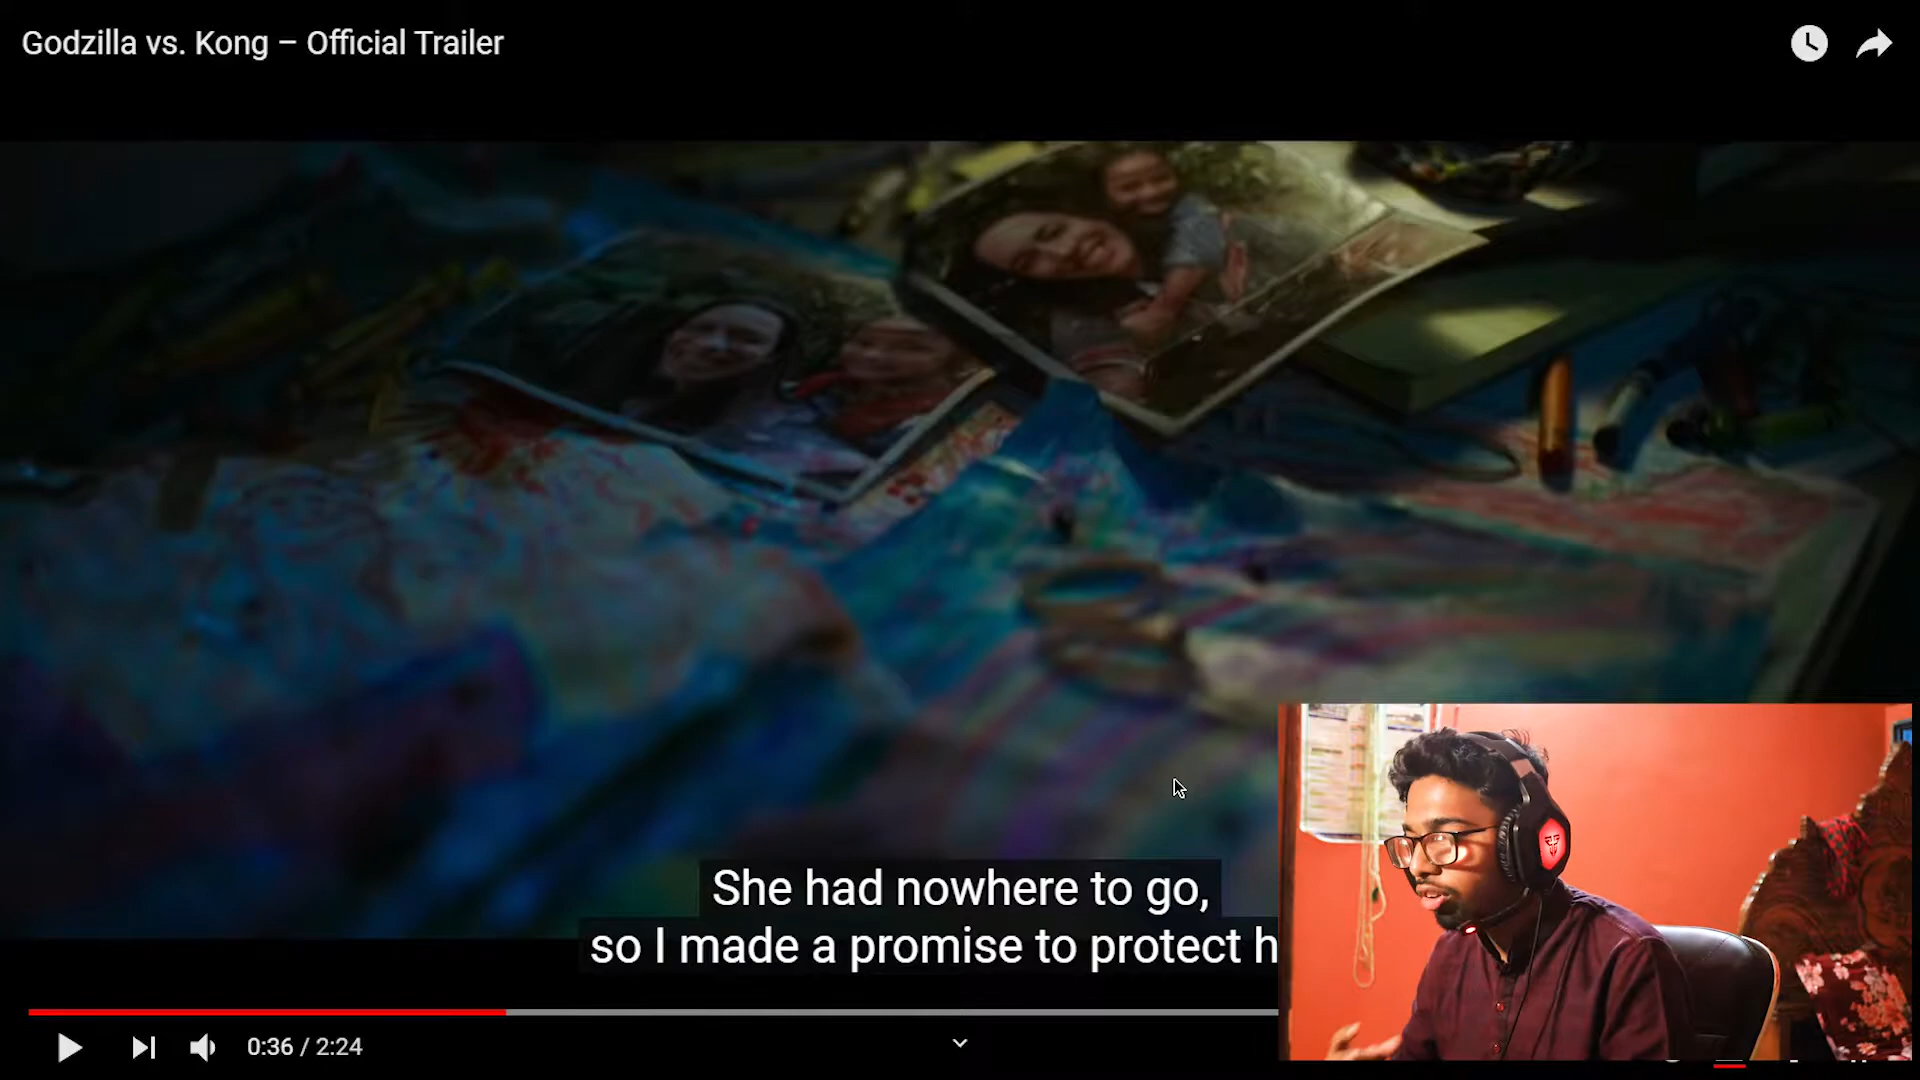 Godzilla vs. Kong – Official Trailer
She had nowhere to go,
so I made a promise to protect h
0:36 / 2:24